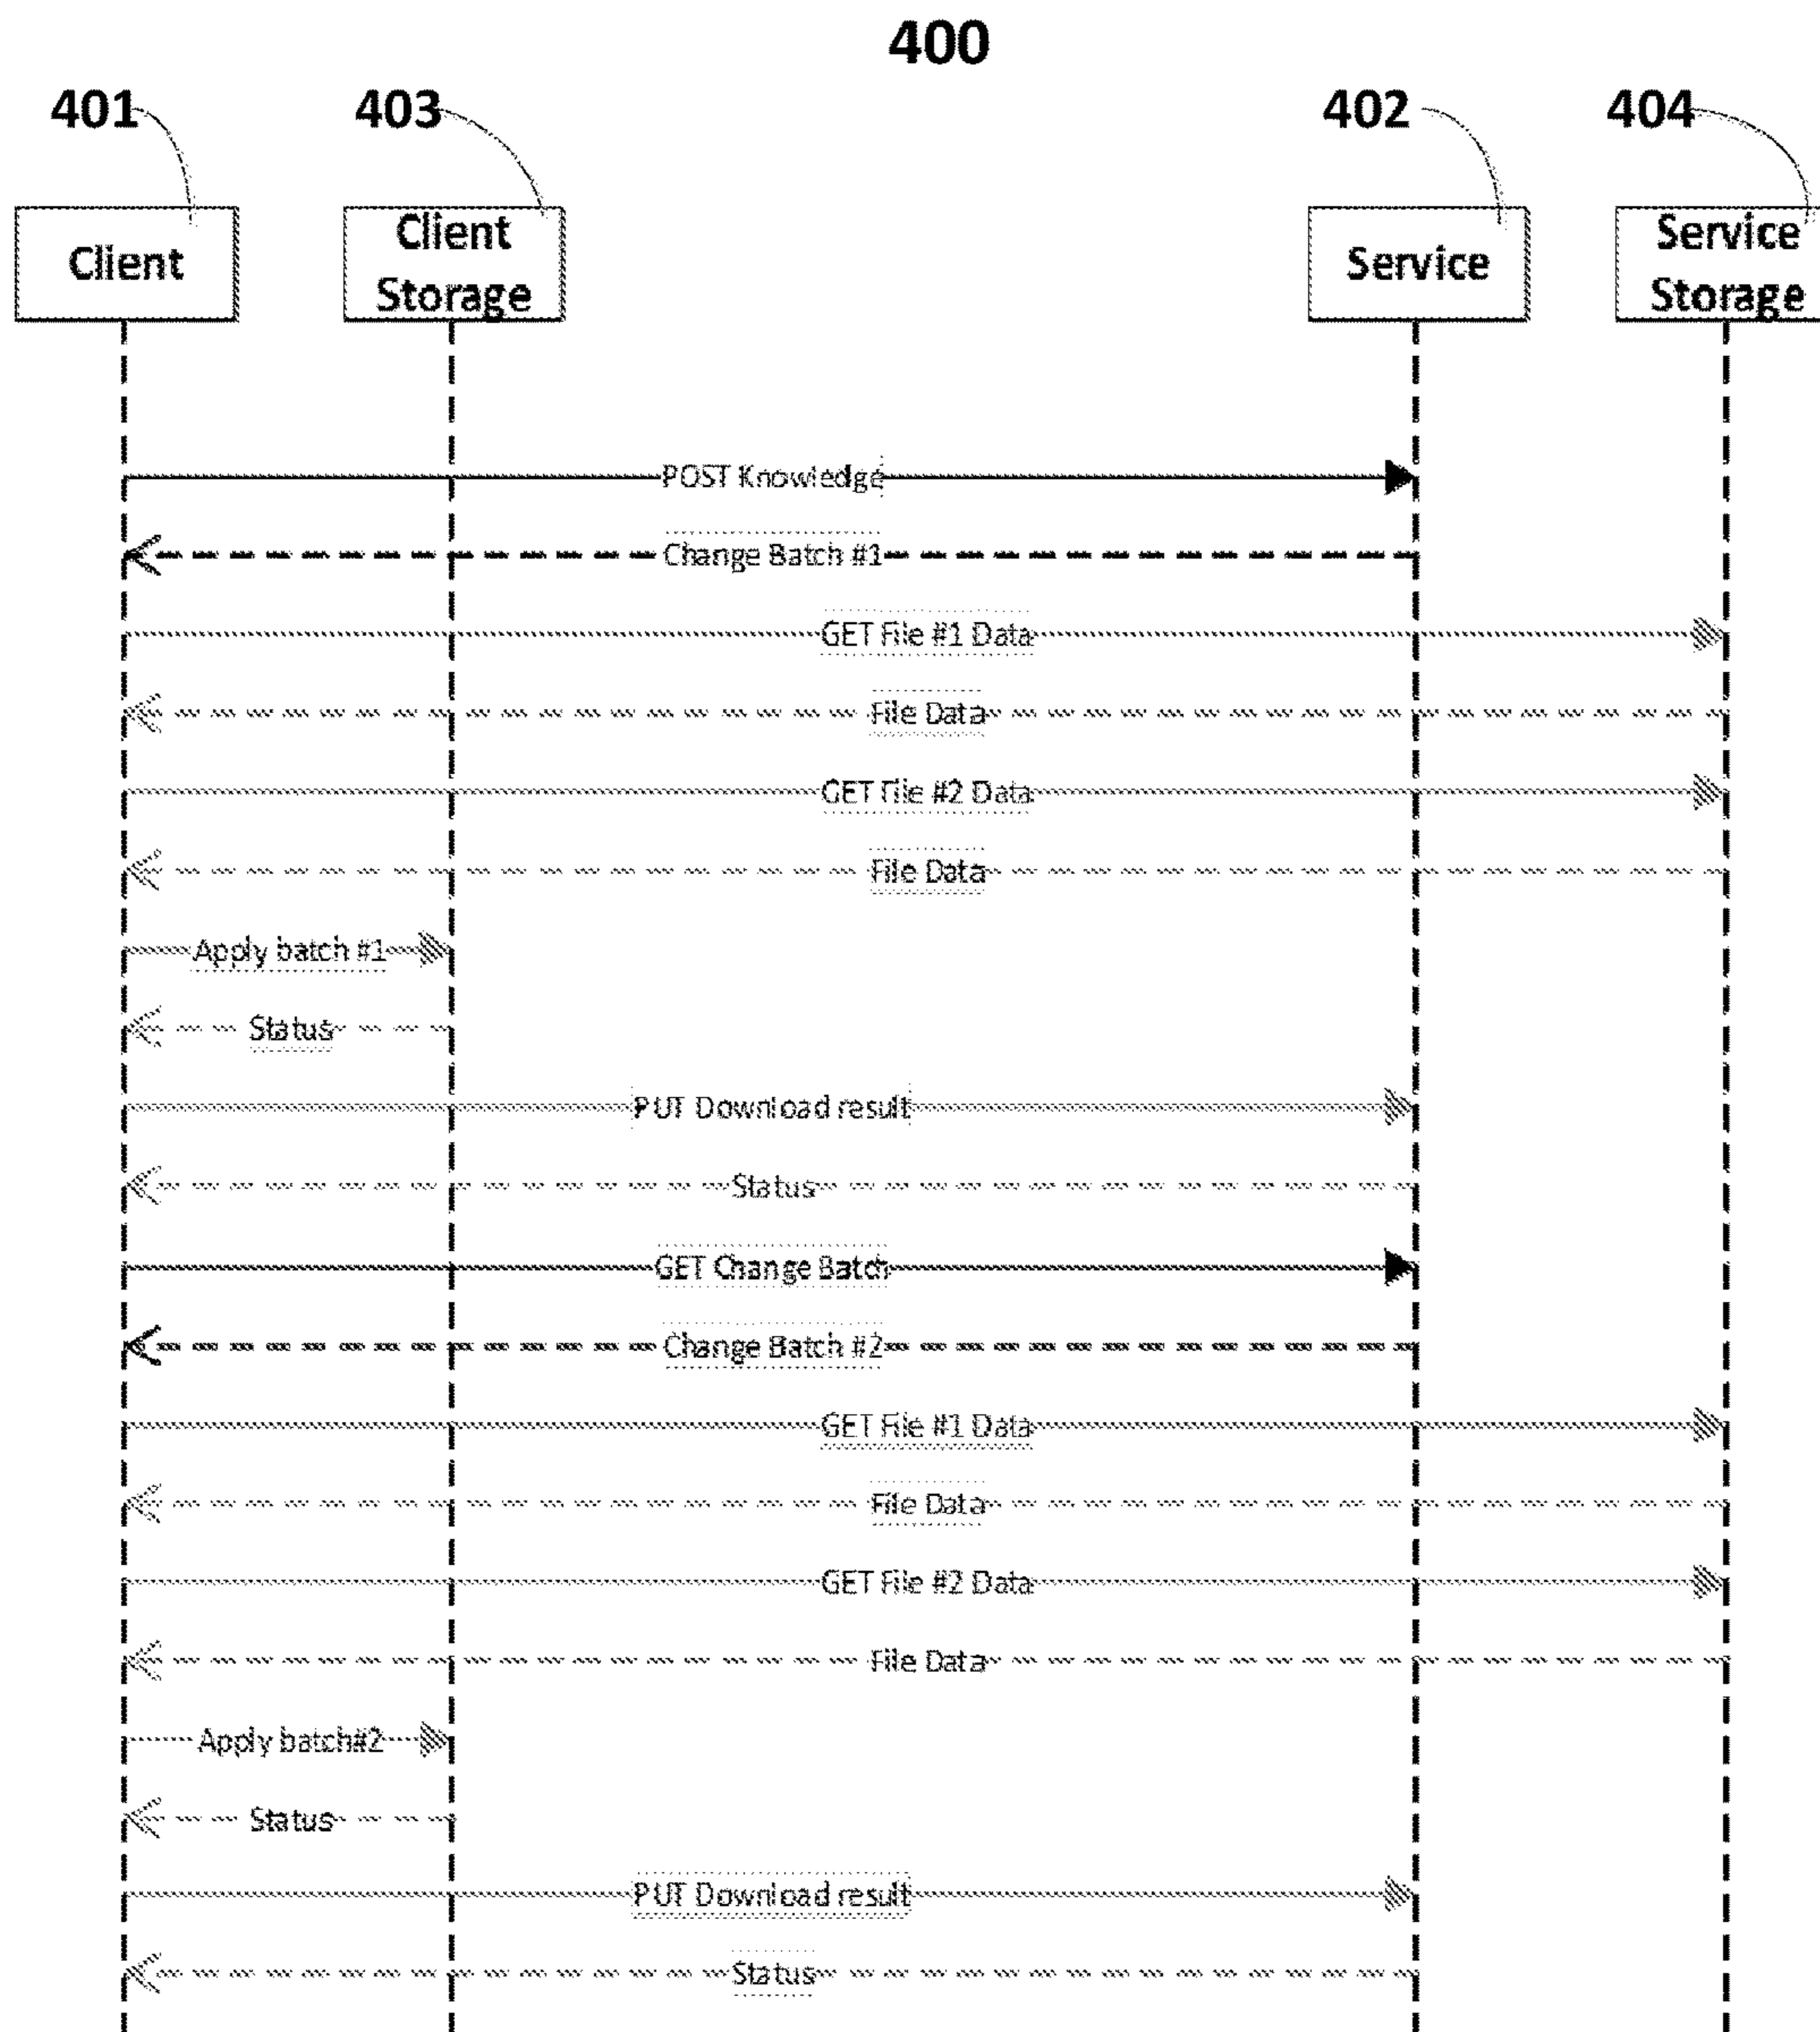 400
401 403 402 404
Client
Client
Storage
Service
Service
Storage
POST Knowledge
Change Batch #1
GET File #1 Data
File Data
GET File #2 Data
File Data
Apply batch #1
Status
PUT Download result
Status
GET Change Batch
Change Batch #2
GET File #1 Data
File Data
GET File #2 Data
File Data
Apply batch#2
Status
PUT Download result
Status